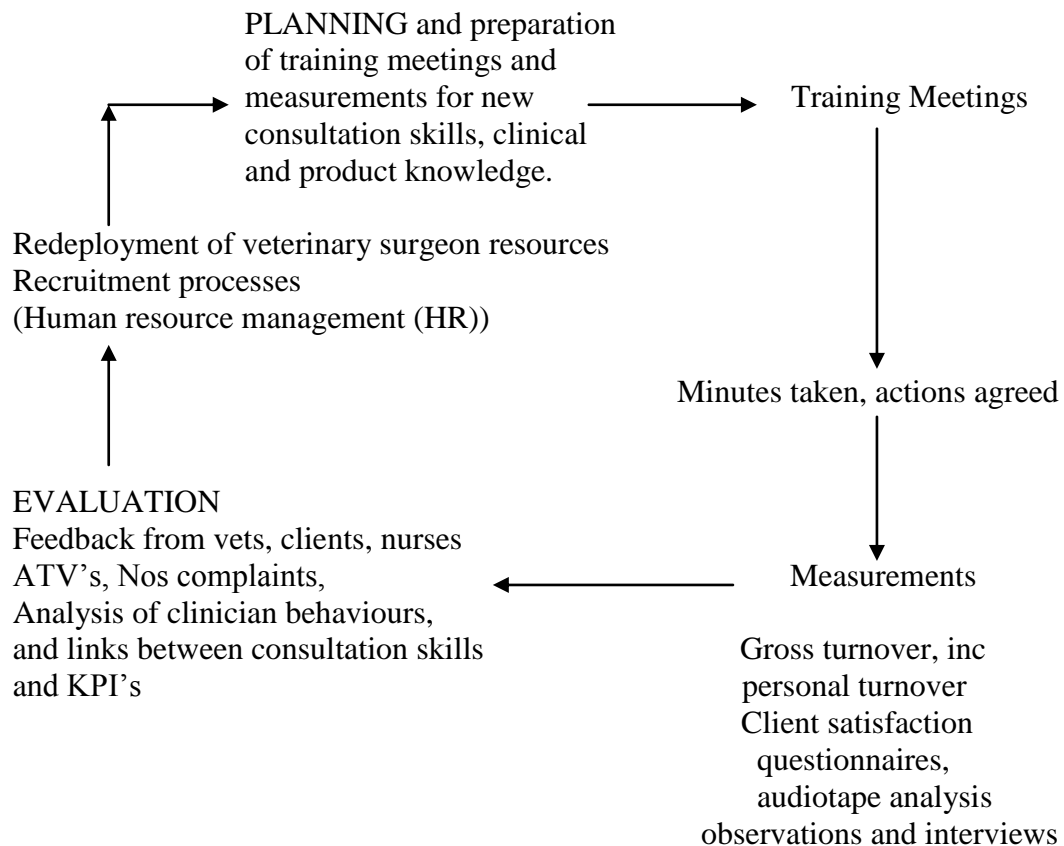 PLANNING and preparation
of training meetings and
measurements for new
consultation skills, clinical
and product knowledge.
Training Meetings
Redeployment of veterinary surgeon resources
Recruitment processes
(Human resource management (HR))
Minutes taken, actions agreed
EVALUATION
Feedback from vets, clients, nurses
ATV's, Nos complaints,
Analysis of clinician behaviours,
and links between consultation skills
and KPI's
Measurements
Gross turnover, inc
personal turnover
Client satisfaction
questionnaires,
audiotape analysis
observations and interviews